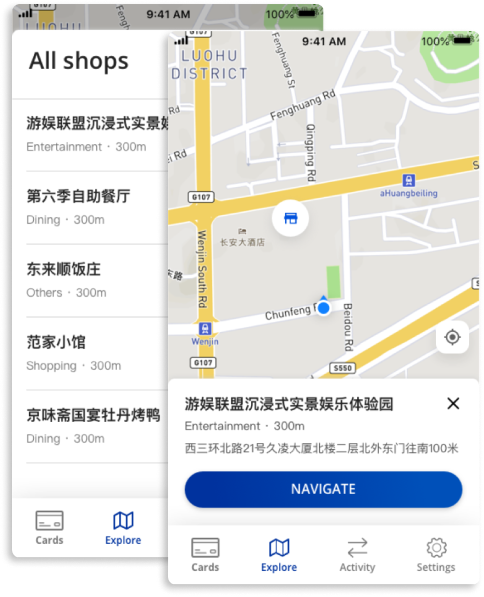 9:41 AM
100%
All shops
游娱联盟沉浸式实景娱
Entertainment · 300m
第六季自助餐厅
Dining · 300m
东来顺饭庄
Others · 300m
范家小馆
Shopping · 300m
京味斋国宴牡丹烤鸭
Dining · 300m
Cards
Explore
G107
9:41 AM
100%
LUOHU
DISTRICT
Fenghuang St
Fenghuang Rd
Rd
ei Rd
Qingping Rd
aHuangbeiling
G107
长安大酒店
Wenjin South Rd
东路
Chunfeng
Beidou Rd
Wenjin
G107
S550
游娱联盟沉浸式实景娱乐体验园
Entertainment · 300m
西三环北路21号久凌大厦北楼二层北外东门往南100米
NAVIGATE
Cards
Explore
Activity
Settings